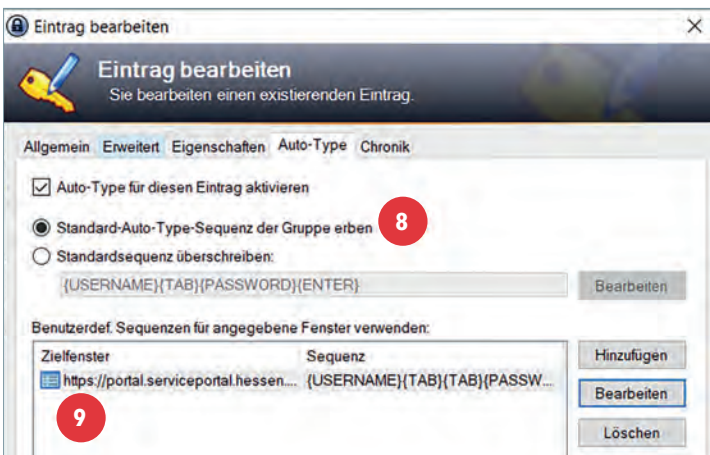 Eintrag bearbeiten
Eintrag bearbeiten
Sie bearbeiten einen existierenden Eintrag.
Allgemein Erweitert Eigenschaften Auto-Type Chronik
Auto-Type für diesen Eintrag aktivieren
Standard-Auto-Type-Sequenz der Gruppe erben 8
Standardsequenz überschreiben:
{USERNAME}{TAB}{PASSWORD}{ENTER} Bearbeiten
Benutzerdef. Sequenzen für angegebene Fenster verwenden:
Zielfenster Sequenz Hinzufügen
https://portal.serviceportal.hessen.... {USERNAME}{TAB}{TAB}{PASSW...
Bearbeiten
9
Löschen